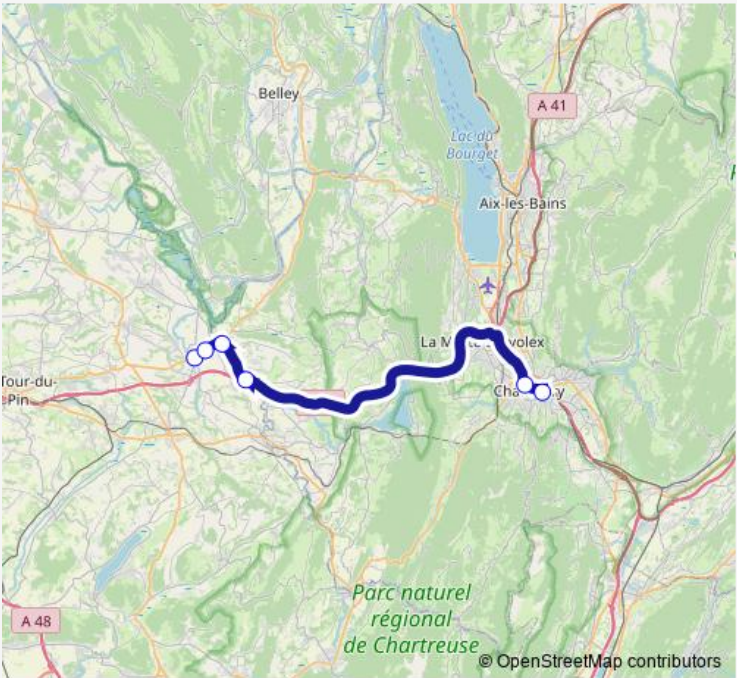 Belley
A 41
Lac du
Bourget
Aix-les-Bains
La M
volex
Tour-du-
Pin
Cha
y
Parc naturel
régional
de Chartreuse
A 48
© OpenStreetMap contributors